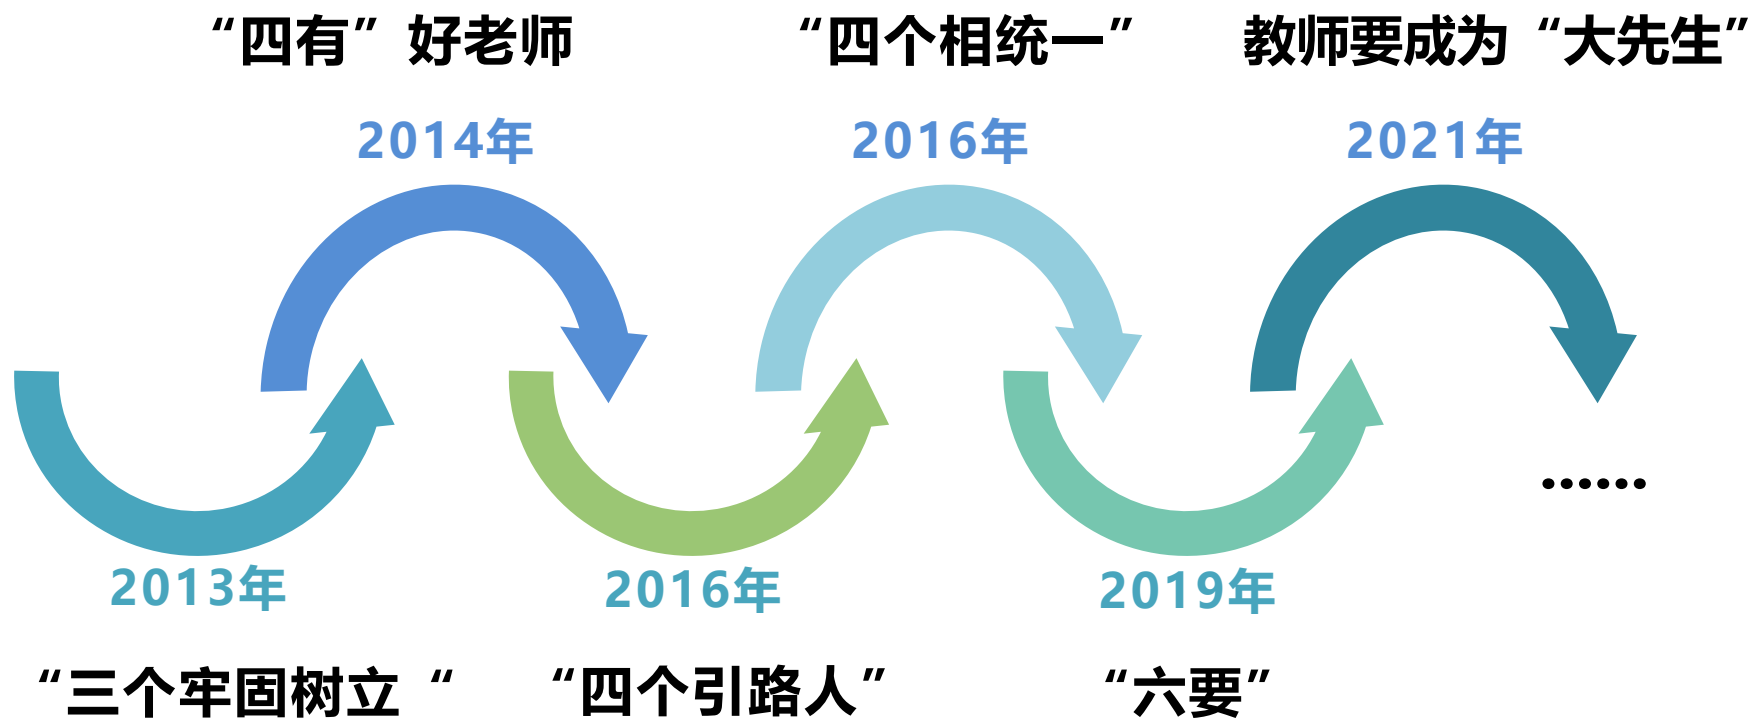 “四有”好老师
“四个相统一”
教师要成为“大先生”
2014年
2016年
2021年
......
2013年
2016年
2019年
“三个牢固树立“
“四个引路人”
“六要”